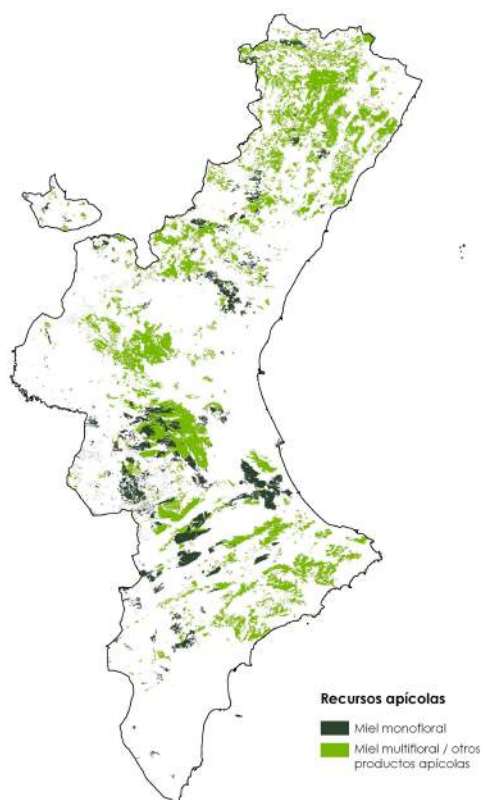 Recursos apícolas
Miel monofloral
Miel multifloral / otros
productos apícolas